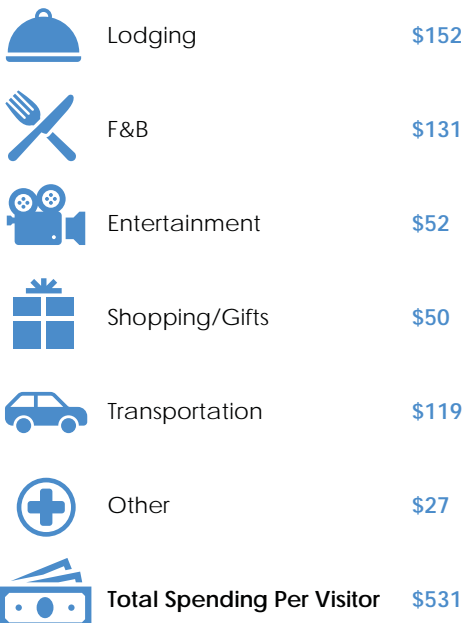 Lodging $152
F&B $131
Entertainment $52
Shopping/Gifts $50
Transportation $119
Other $27
Total Spending Per Visitor $531